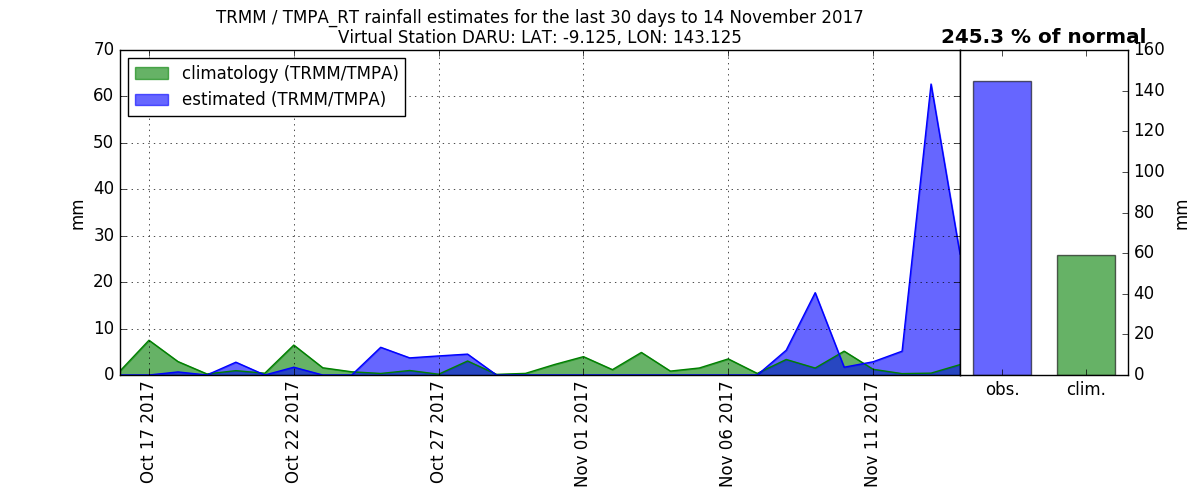 TRMM / TMPA_RT rainfall estimates for the last 30 days to 14 November 2017
Virtual Station DARU: LAT: -9.125, LON: 143.125
245.3 % of normal
climatology (TRMM/TMPA)
estimated (TRMM/TMPA)
70
60
50
40
30
20
10
0
mm
Oct 17 2017
Oct 22 2017
Oct 27 2017
Nov 01 2017
Nov 06 2017
Nov 11 2017
obs.
clim.
160
140
120
100
80
60
40
20
0
mm